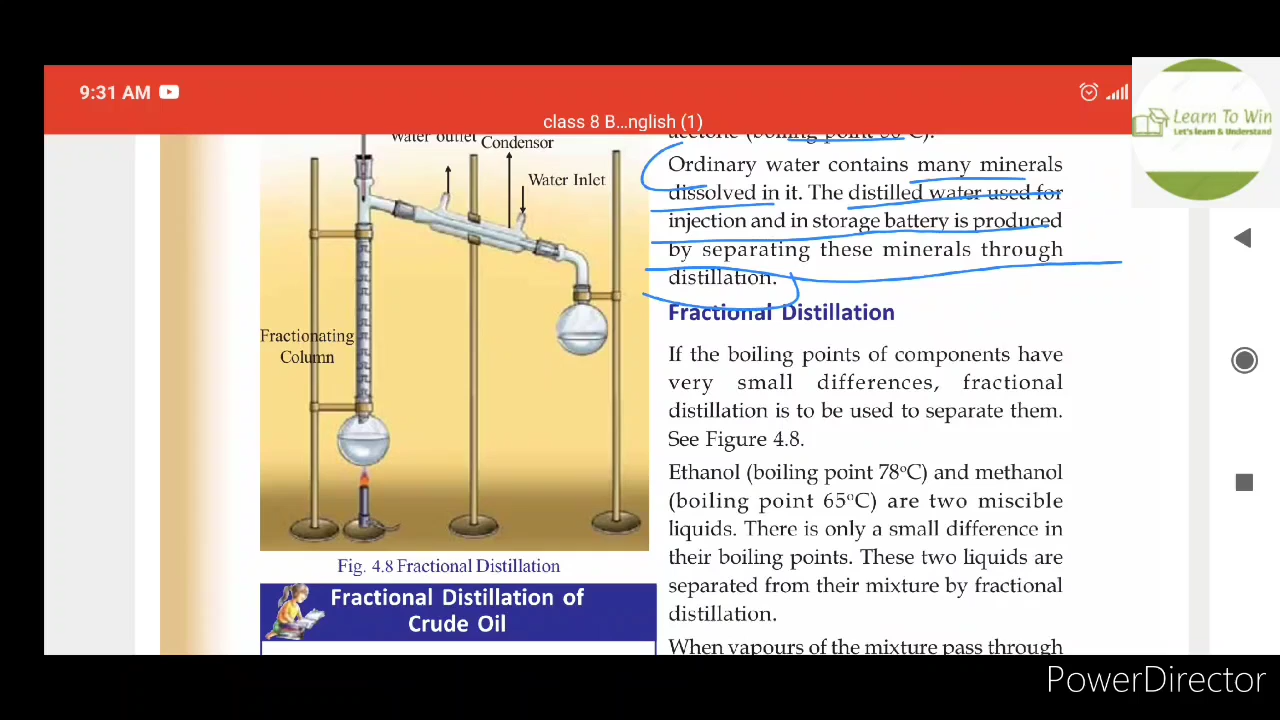 9:31 AM
class 8 B...nglish (1)
Learn To Win
Let's learn & Understand
Water outlet
Condensor
Water Inlet
Fractionating
Column
Fig. 4.8 Fractional Distillation
Fractional Distillation of
Crude Oil
acetone (boiling point
Ordinary water contains many minerals
dissolved in it. The distilled water used for
injection and in storage battery is produced
by separating these minerals through
distillation.
Fractional Distillation
If the boiling points of components have
very small differences, fractional
distillation is to be used to separate them.
See Figure 4.8.
Ethanol (boiling point 78°C) and methanol
(boiling point 65°C) are two miscible
liquids. There is only a small difference in
their boiling points. These two liquids are
separated from their mixture by fractional
distillation.
When vapours of the mixture pass through
PowerDirector